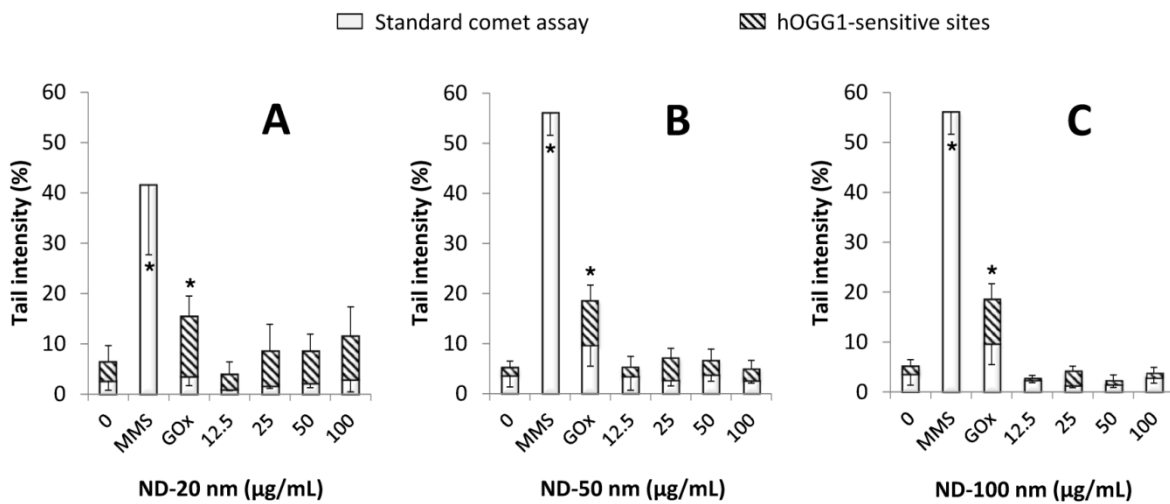 Standard comet assay
hOGG1-sensitive sites
A
Tail intensity (%)
60
50
40
30
20
10
0
*
*
0
MMS
GOx
12.5
25
50
100
ND-20 nm (µg/mL)
B
Tail intensity (%)
60
50
40
30
20
10
0
*
*
0
MMS
GOx
12.5
25
50
100
ND-50 nm (µg/mL)
C
Tail intensity (%)
60
50
40
30
20
10
0
*
*
0
MMS
GOx
12.5
25
50
100
ND-100 nm (µg/mL)